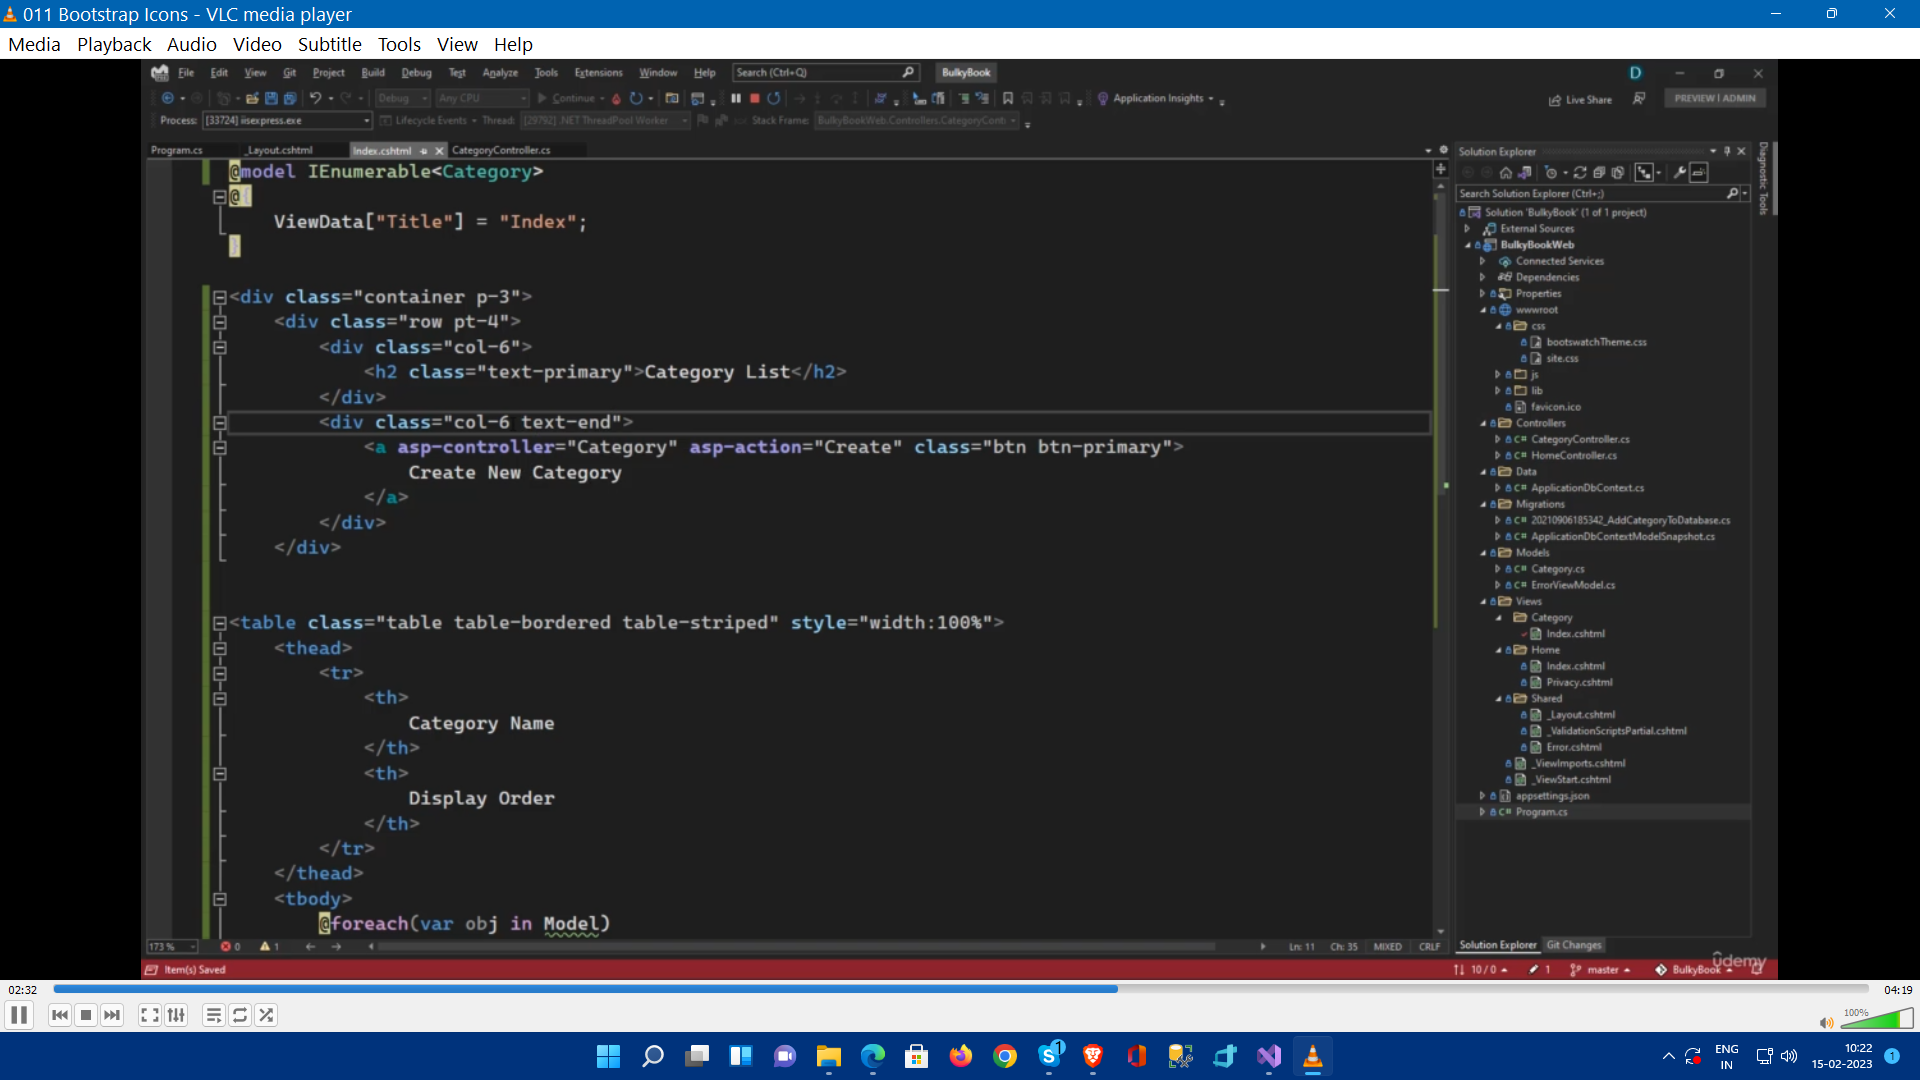 011 Bootstrap Icons - VLC media player
Media Playback Audio Video Subtitle Tools View Help
File Edit View Git Project Build Debug Test Analyze Tools Extensions Window Help Search (Ctrl+Q) BulkyBook D
Debug Any CPU Continue Application Insights Live Share PREVIEW | ADMIN
Process: [33724] iisexpress.exe Lifecycle Events Thread: [29792] .NET ThreadPool Worker Stack Frame: BulkyBookWeb.Controllers.CategoryConti
Program.cs _Layout.cshtml Index.cshtml CategoryController.cs
@model IEnumerable<Category>
@{
ViewData["Title"] = "Index";
}
<div class="container p-3">
<div class="row pt-4">
<div class="col-6">
<h2 class="text-primary">Category List</h2>
</div>
<div class="col-6 text-end">
<a asp-controller="Category" asp-action="Create" class="btn btn-primary">
Create New Category
</a>
</div>
</div>
<table class="table table-bordered table-striped" style="width:100%">
<thead>
<tr>
<th>
Category Name
</th>
<th>
Display Order
</th>
</tr>
</thead>
<tbody>
@foreach(var obj in Model)
173 % 0 1 Ln: 11 Ch: 35 MIXED CRLF
Solution Explorer
Search Solution Explorer (Ctrl+;)
Solution 'BulkyBook' (1 of 1 project)
External Sources
BulkyBookWeb
Connected Services
Dependencies
Properties
wwwroot
css
bootswatchTheme.css
site.css
js
lib
favicon.ico
Controllers
C# CategoryController.cs
C# HomeController.cs
Data
C# ApplicationDbContext.cs
Migrations
C# 20210906185342_AddCategoryToDatabase.cs
C# ApplicationDbContextModelSnapshot.cs
Models
C# Category.cs
C# ErrorViewModel.cs
Views
Category
Index.cshtml
Home
Index.cshtml
Privacy.cshtml
Shared
_Layout.cshtml
_ValidationScriptsPartial.cshtml
Error.cshtml
_ViewImports.cshtml
_ViewStart.cshtml
appsettings.json
C# Program.cs
Solution Explorer Git Changes
Diagnostic Tools
Item(s) Saved 10 / 0 1 master BulkyBook
ûdemy
02:32 04:19
100%
1
ENG
IN
10:22
15-02-2023
1